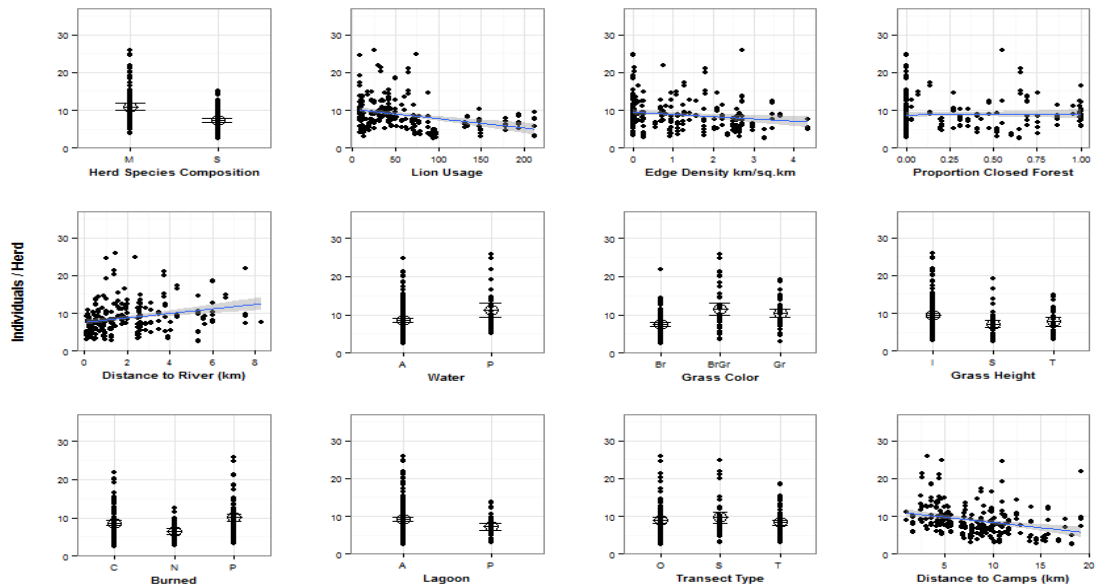 30
20
10
0
M S
Herd Species Composition
30
20
10
0
0 50 100 150 200
Lion Usage
30
20
10
0
0 1 2 3 4
Edge Density km/sq.km
30
20
10
0
0.00 0.25 0.50 0.75 1.00
Proportion Closed Forest
Individuals / Herd
30
20
10
0
0 2 4 6 8
Distance to River (km)
30
20
10
0
A P
Water
30
20
10
0
Br BrGr Gr
Grass Color
30
20
10
0
I S T
Grass Height
30
20
10
0
C N P
Burned
30
20
10
0
A P
Lagoon
30
20
10
0
O S T
Transect Type
30
20
10
0
5 10 15 20
Distance to Camps (km)